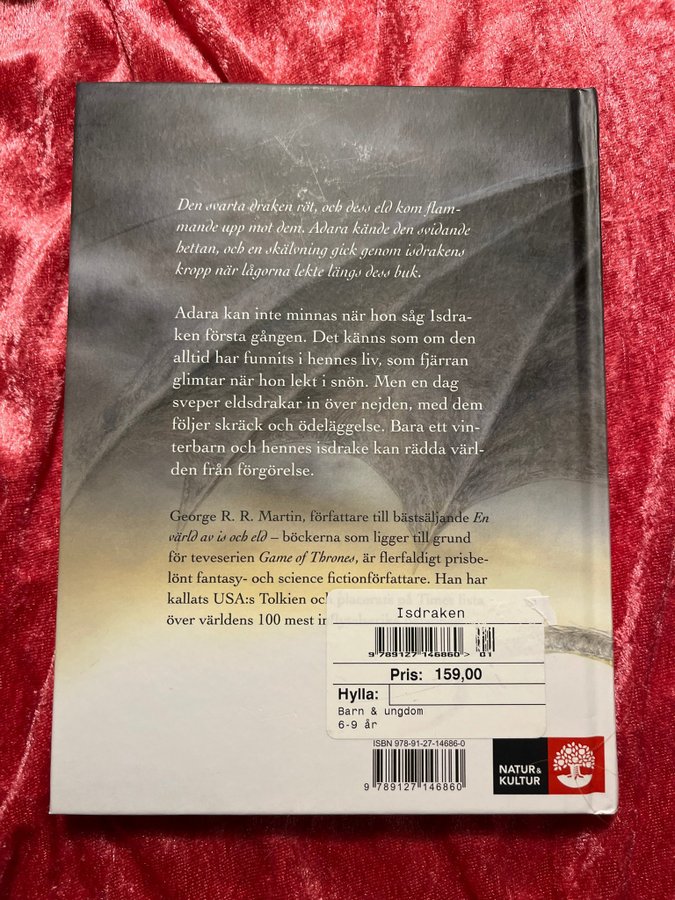 Den svarta draken röt, och dess eld kom flam-
mande upp mot dem. Adara kände den svidande
hettan, och en skälvning gick genom isdrakens
kropp när lågorna lekte längs dess buk.
Adara kan inte minnas när hon såg Isdra-
ken första gången. Det känns som om den
alltid har funnits i hennes liv, som fjärran
glimtar när hon lekt i snön. Men en dag
sveper eldsdrakar in över nejden, med dem
följer skräck och ödeläggelse. Bara ett vin-
terbarn och hennes isdrake kan rädda värl-
den från förgörelse.
George R. R. Martin, författare till bästsäljande En
värld av is och eld – böckerna som ligger till grund
för teveserien Game of Thrones, är flerfaldigt prisbe-
lönt fantasy- och science fictionförfattare. Han har
kallats USA:s Tolkien och placerats på Times lista
över världens 100 mest
Isdraken
9 789127 146860> 01
Pris: 159,00
Hylla:
Barn & ungdom
6-9 år
ISBN 978-91-27-14686-0
9 789127 146860
NATUR &
KULTUR